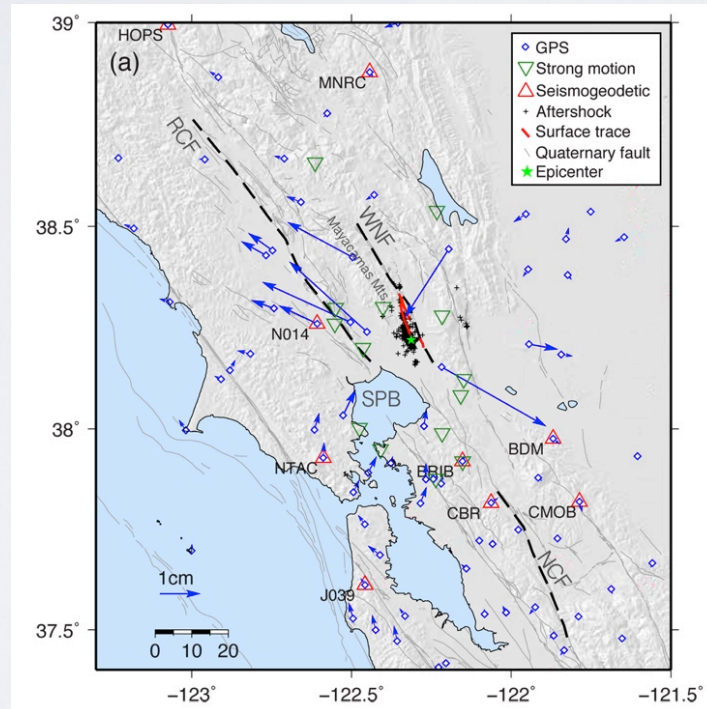 39°
38.5°
38°
37.5°
−123°
−122.5°
−122°
−121.5°
(a)
GPS
Strong motion
Seismogeodetic
Aftershock
Surface trace
Quaternary fault
Epicenter
HOPS
MNRC
RCF
WNF
Mayacamas Mts.
N014
SPB
NTAC
BRIB
BDM
CBR
CMOB
NCF
J039
1cm
0 10 20